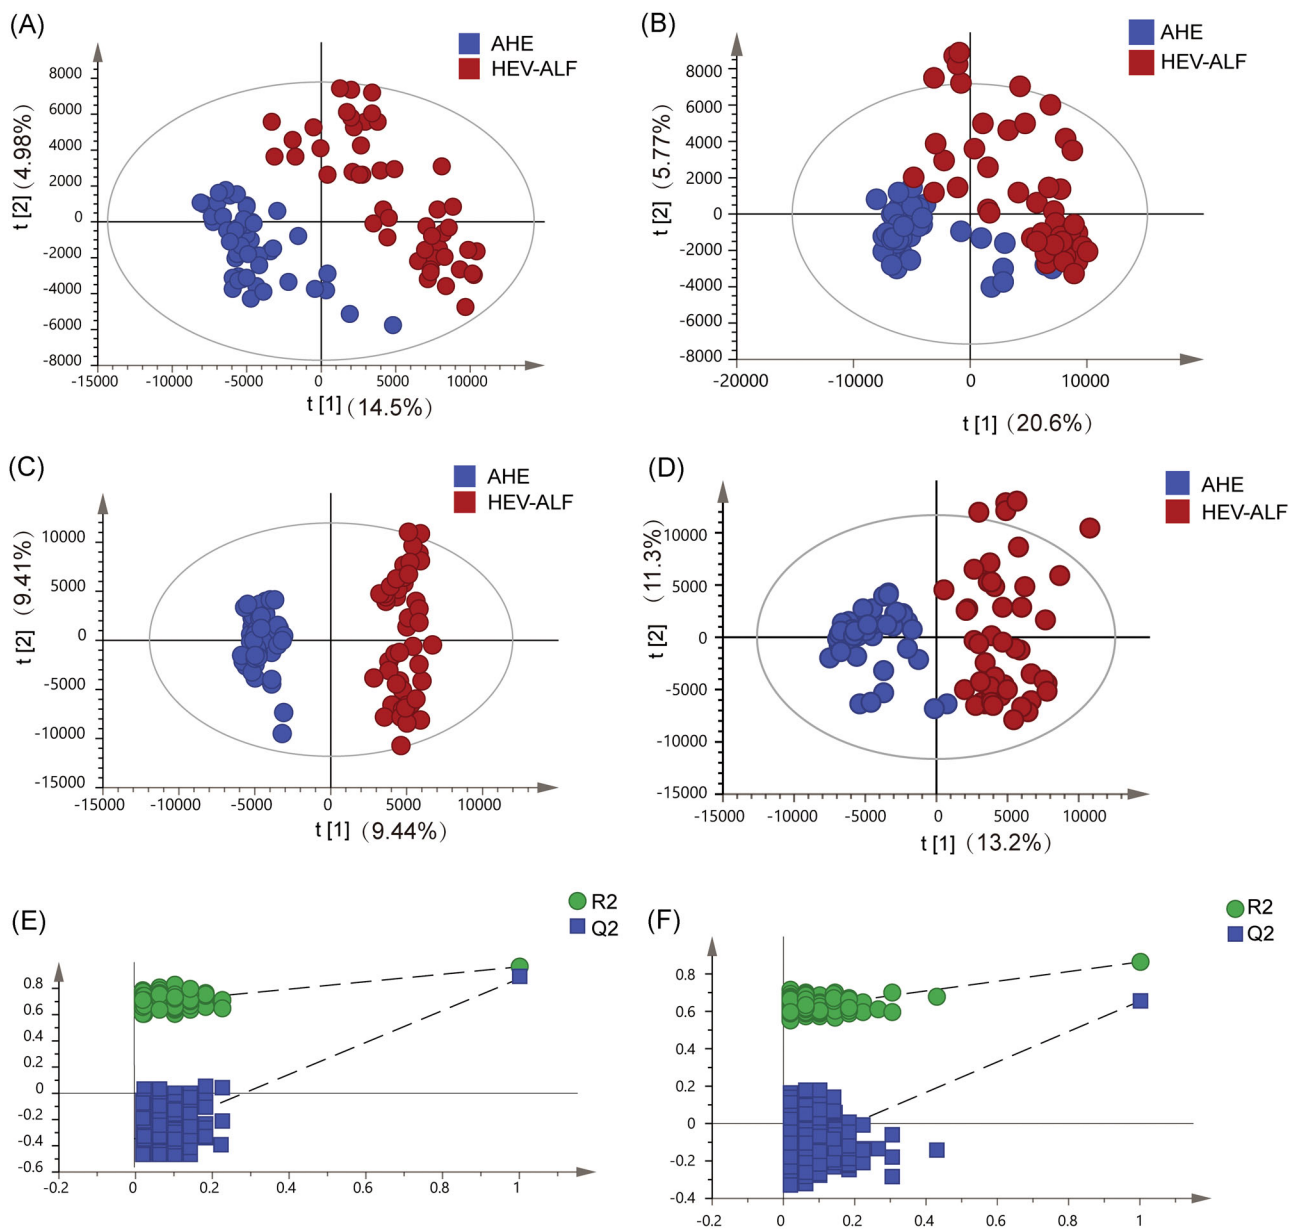 (A)
AHE
HEV-ALF
t [2] (4.98%)
8000
6000
4000
2000
0
-2000
-4000
-6000
-8000
-15000 -10000 -5000 0 5000 10000
t [1] (14.5%)
(B)
AHE
HEV-ALF
t [2] (5.77%)
8000
6000
4000
2000
0
-2000
-4000
-6000
-8000
-20000 -10000 0 10000
t [1] (20.6%)
(C)
AHE
HEV-ALF
t [2] (9.41%)
10000
5000
0
-5000
-10000
-15000
-15000 -10000 -5000 0 5000 10000
t [1] (9.44%)
(D)
AHE
HEV-ALF
t [2] (11.3%)
10000
5000
0
-5000
-10000
-15000
-15000 -10000 -5000 0 5000 10000
t [1] (13.2%)
(E)
R2
Q2
0.8
0.6
0.4
0.2
0
-0.2
-0.4
-0.6
-0.2 0 0.2 0.4 0.6 0.8 1
(F)
R2
Q2
0.8
0.6
0.4
0.2
0
-0.2
-0.4
-0.2 0 0.2 0.4 0.6 0.8 1